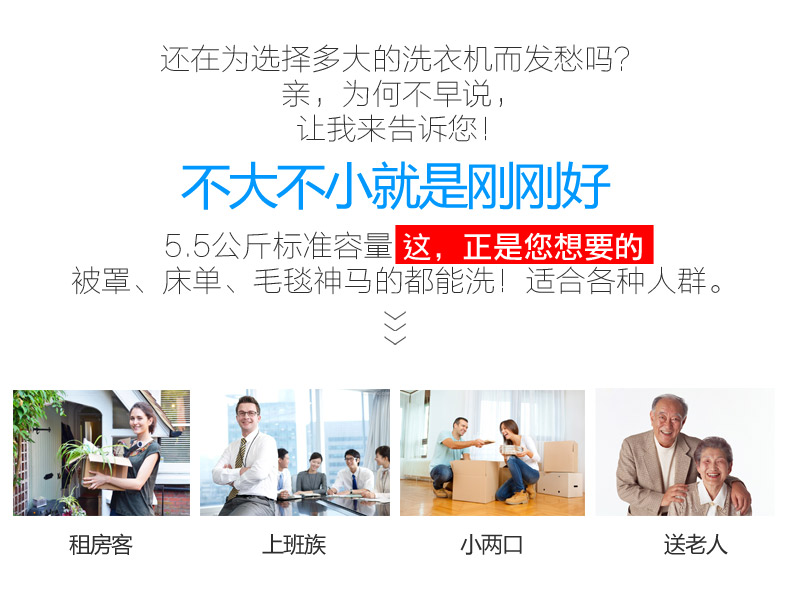 还在为选择多大的洗衣机而发愁吗？
亲，为何不早说，
让我来告诉您！
不大不小就是刚刚好
5.5公斤标准容量 这，正是您想要的
被罩、床单、毛毯神马的都能洗！适合各种人群。
租房客 上班族 小两口 送老人